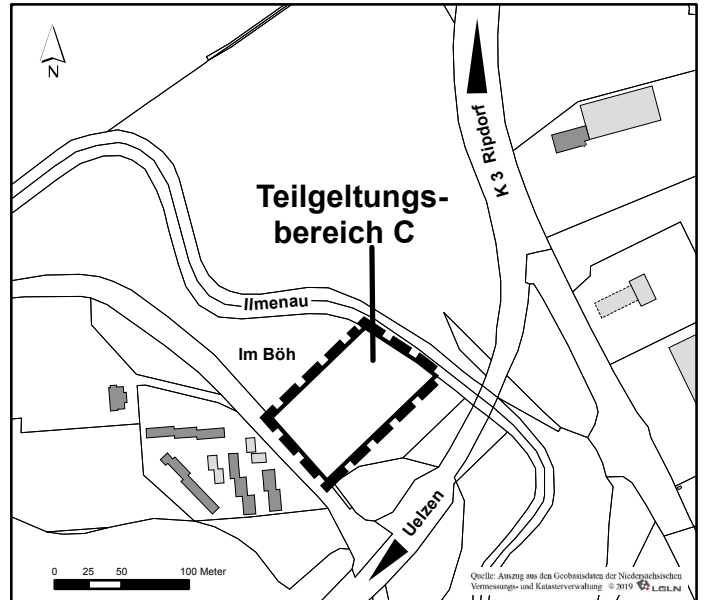 N
K 3 Ripdorf
Teilgeltungs-
bereich C
Ilmenau
Im Böh
Uelzen
0 25 50 100 Meter
Quelle: Auszug aus den Geobasisdaten der Niedersächsischen
Vermessungs- und Katasterverwaltung © 2019 LGLN